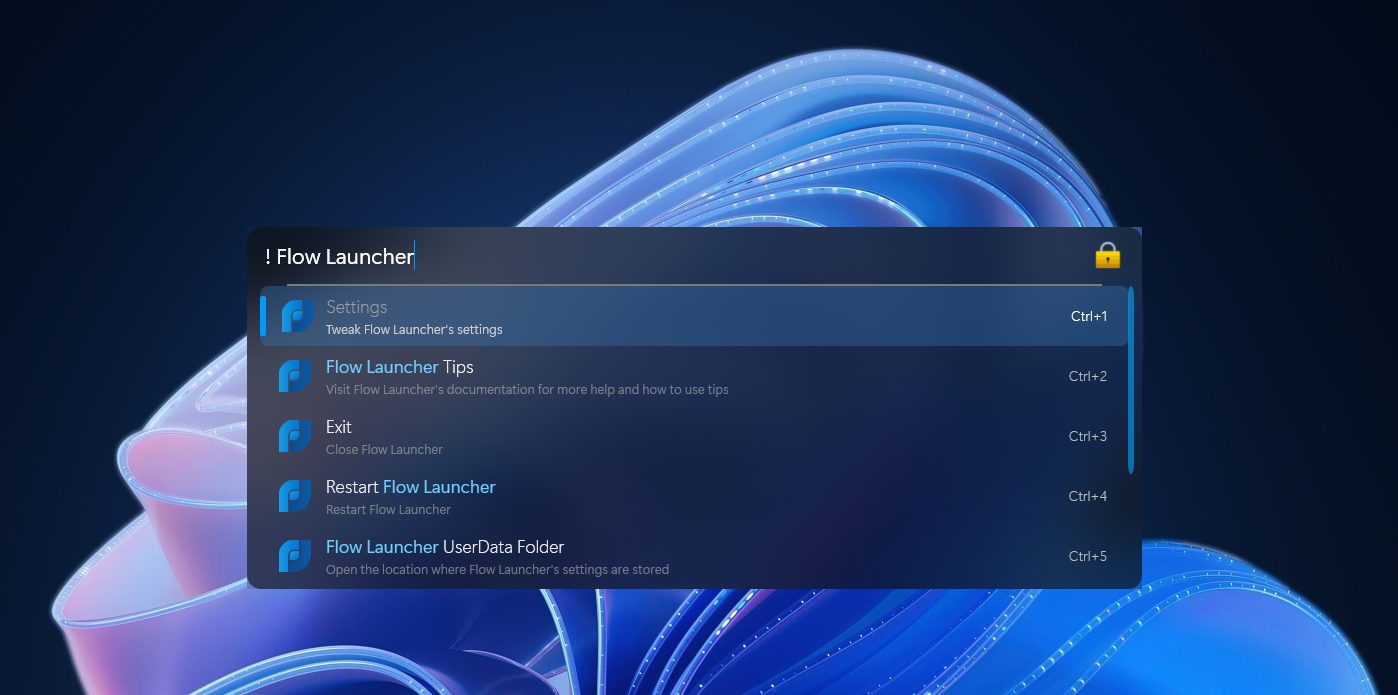 ! Flow Launcher
Settings
Tweak Flow Launcher's settings
Ctrl+1
Flow Launcher Tips
Visit Flow Launcher's documentation for more help and how to use tips
Ctrl+2
Exit
Close Flow Launcher
Ctrl+3
Restart Flow Launcher
Restart Flow Launcher
Ctrl+4
Flow Launcher UserData Folder
Open the location where Flow Launcher's settings are stored
Ctrl+5